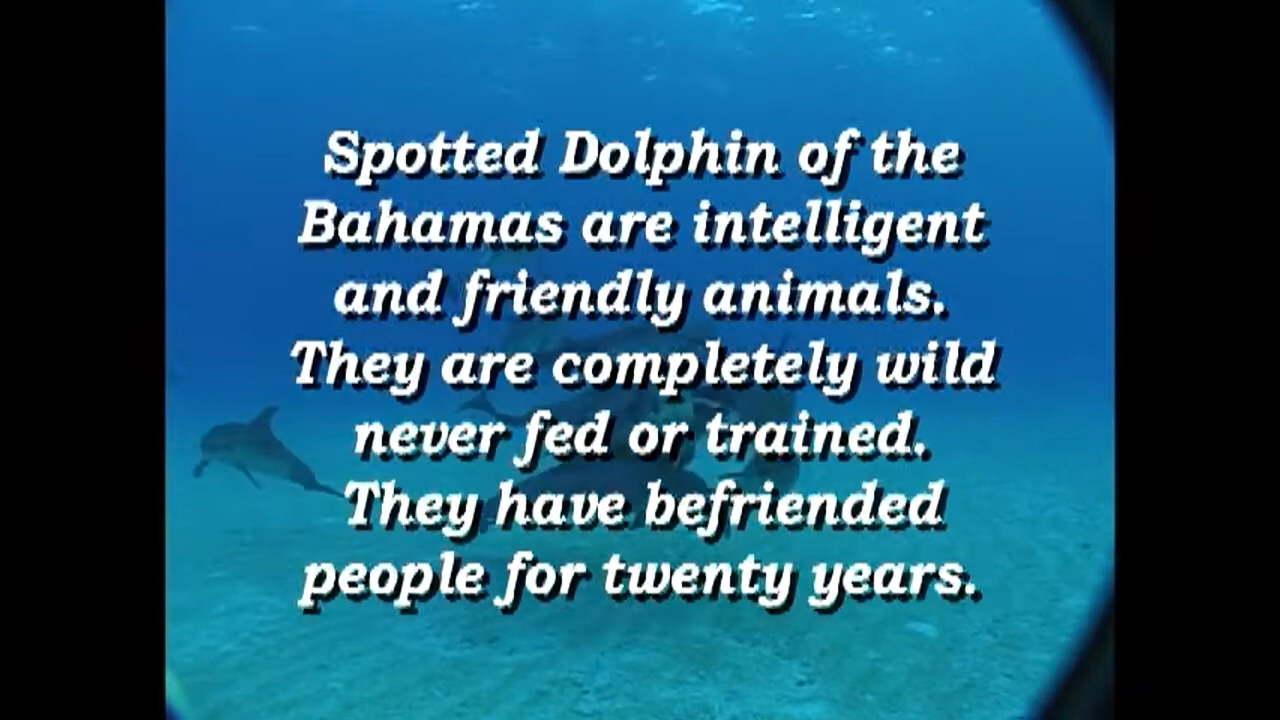 Spotted Dolphin of the
Bahamas are intelligent
and friendly animals.
They are completely wild
never fed or trained.
They have befriended
people for twenty years.